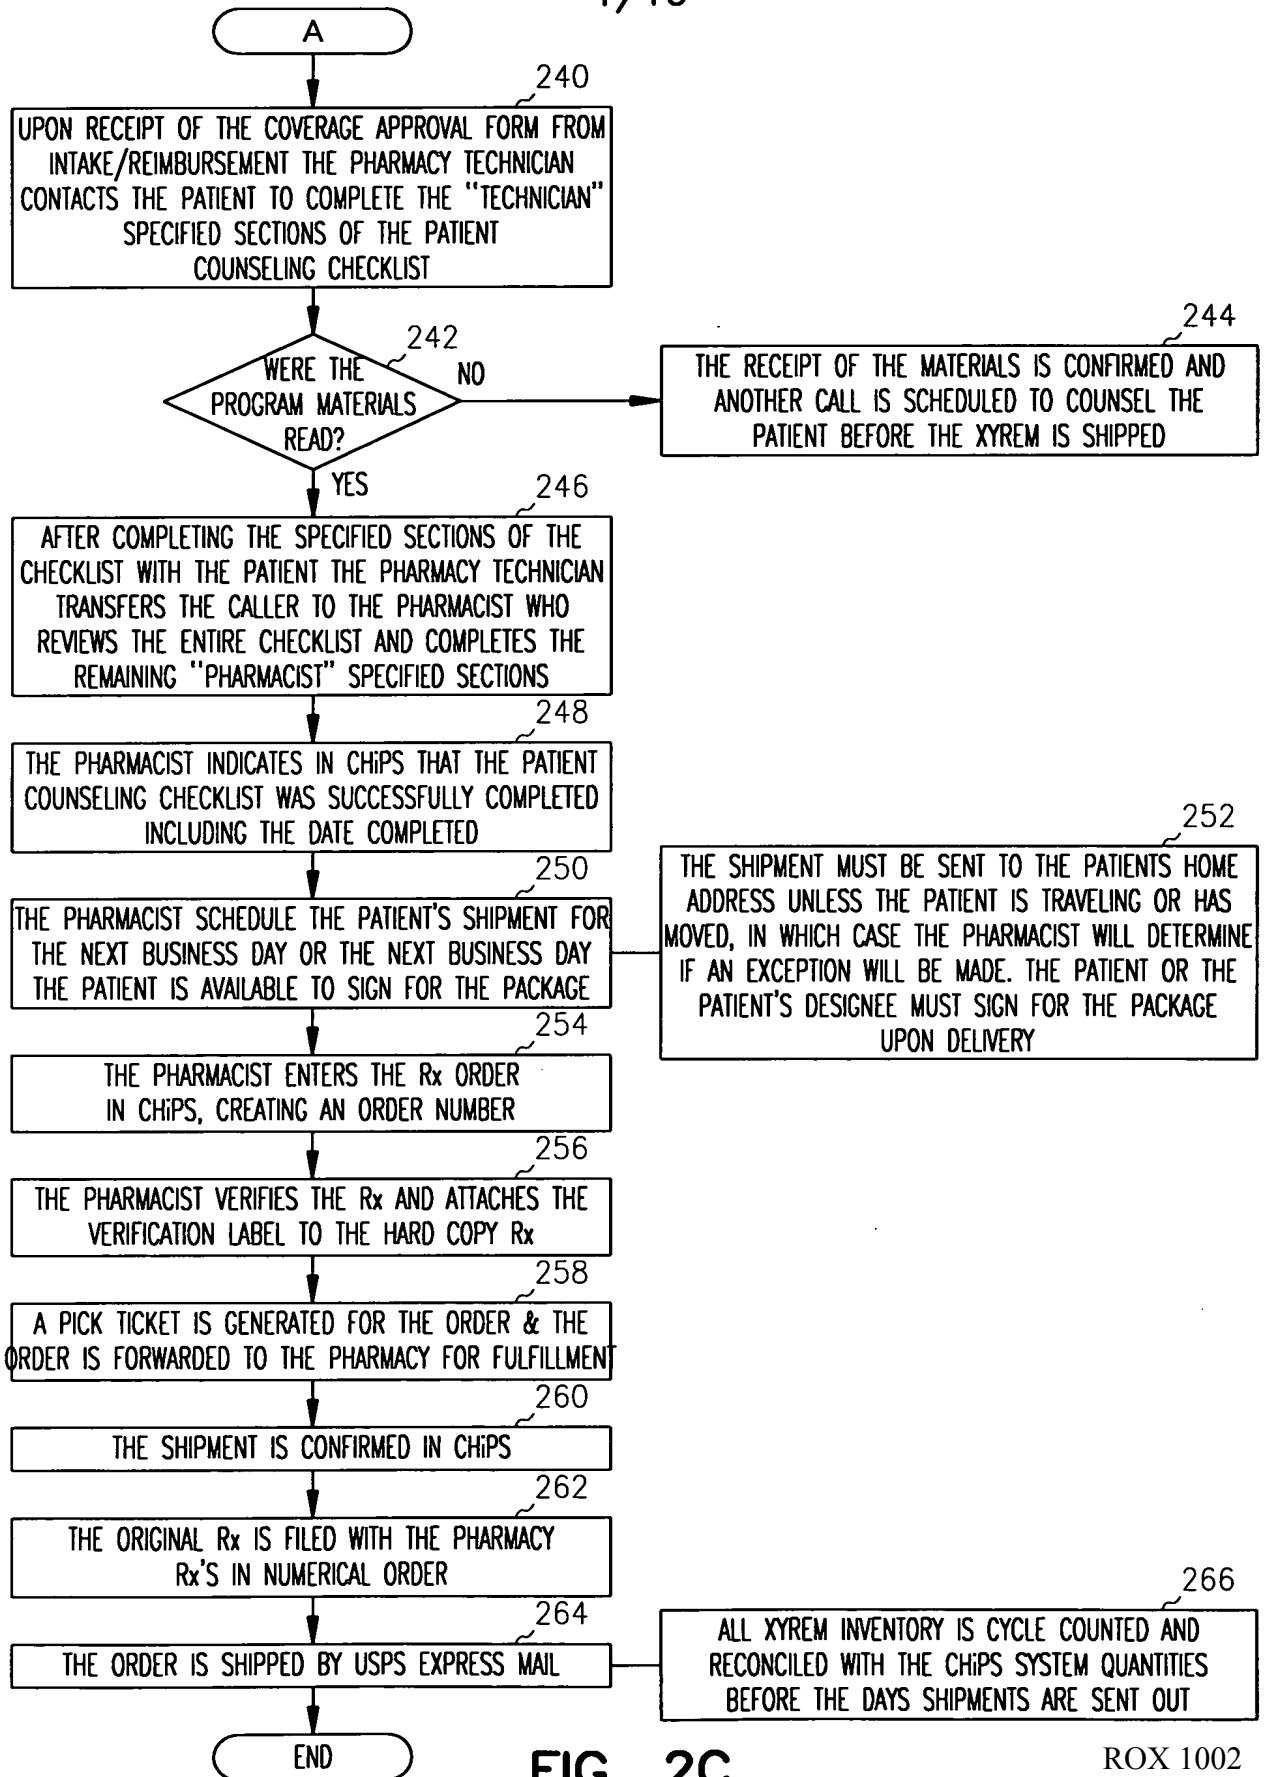 A
240
UPON RECEIPT OF THE COVERAGE APPROVAL FORM FROM
INTAKE/REIMBURSEMENT THE PHARMACY TECHNICIAN
CONTACTS THE PATIENT TO COMPLETE THE "TECHNICIAN"
SPECIFIED SECTIONS OF THE PATIENT
COUNSELING CHECKLIST
242
WERE THE
PROGRAM MATERIALS
READ?
NO
244
THE RECEIPT OF THE MATERIALS IS CONFIRMED AND
ANOTHER CALL IS SCHEDULED TO COUNSEL THE
PATIENT BEFORE THE XYREM IS SHIPPED
YES
246
AFTER COMPLETING THE SPECIFIED SECTIONS OF THE
CHECKLIST WITH THE PATIENT THE PHARMACY TECHNICIAN
TRANSFERS THE CALLER TO THE PHARMACIST WHO
REVIEWS THE ENTIRE CHECKLIST AND COMPLETES THE
REMAINING "PHARMACIST" SPECIFIED SECTIONS
248
THE PHARMACIST INDICATES IN CHiPS THAT THE PATIENT
COUNSELING CHECKLIST WAS SUCCESSFULLY COMPLETED
INCLUDING THE DATE COMPLETED
250
THE PHARMACIST SCHEDULE THE PATIENT'S SHIPMENT FOR
THE NEXT BUSINESS DAY OR THE NEXT BUSINESS DAY
THE PATIENT IS AVAILABLE TO SIGN FOR THE PACKAGE
252
THE SHIPMENT MUST BE SENT TO THE PATIENTS HOME
ADDRESS UNLESS THE PATIENT IS TRAVELING OR HAS
MOVED, IN WHICH CASE THE PHARMACIST WILL DETERMINE
IF AN EXCEPTION WILL BE MADE. THE PATIENT OR THE
PATIENT'S DESIGNEE MUST SIGN FOR THE PACKAGE
UPON DELIVERY
254
THE PHARMACIST ENTERS THE Rx ORDER
IN CHiPS, CREATING AN ORDER NUMBER
256
THE PHARMACIST VERIFIES THE Rx AND ATTACHES THE
VERIFICATION LABEL TO THE HARD COPY Rx
258
A PICK TICKET IS GENERATED FOR THE ORDER & THE
ORDER IS FORWARDED TO THE PHARMACY FOR FULFILLMENT
260
THE SHIPMENT IS CONFIRMED IN CHiPS
262
THE ORIGINAL Rx IS FILED WITH THE PHARMACY
Rx'S IN NUMERICAL ORDER
264
THE ORDER IS SHIPPED BY USPS EXPRESS MAIL
266
ALL XYREM INVENTORY IS CYCLE COUNTED AND
RECONCILED WITH THE CHiPS SYSTEM QUANTITIES
BEFORE THE DAYS SHIPMENTS ARE SENT OUT
END
FIG. 2C
ROX 1002